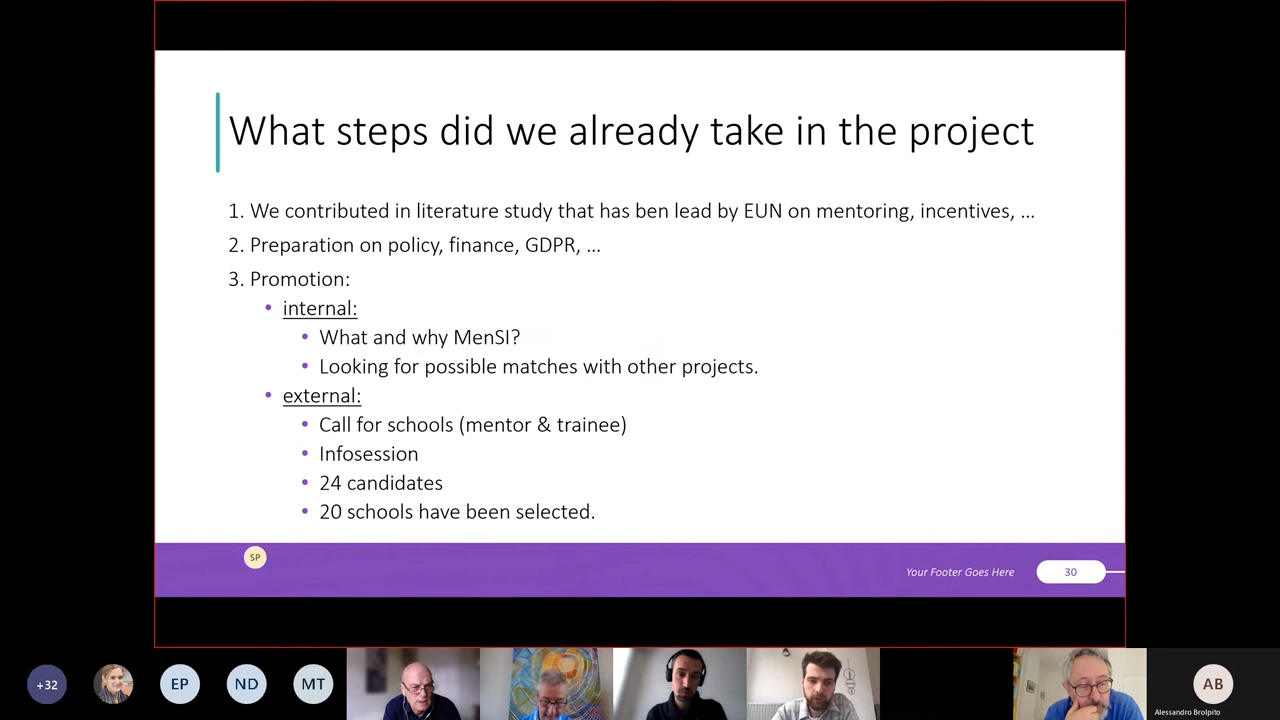 What steps did we already take in the project
1. We contributed in literature study that has ben lead by EUN on mentoring, incentives, ...
2. Preparation on policy, finance, GDPR, ...
3. Promotion:
• internal:
• What and why MenSI?
• Looking for possible matches with other projects.
• external:
• Call for schools (mentor & trainee)
• Infosession
• 24 candidates
• 20 schools have been selected.
SP
Your Footer Goes Here
30
+32
EP
ND
MT
AB
Alessandro Brolpito